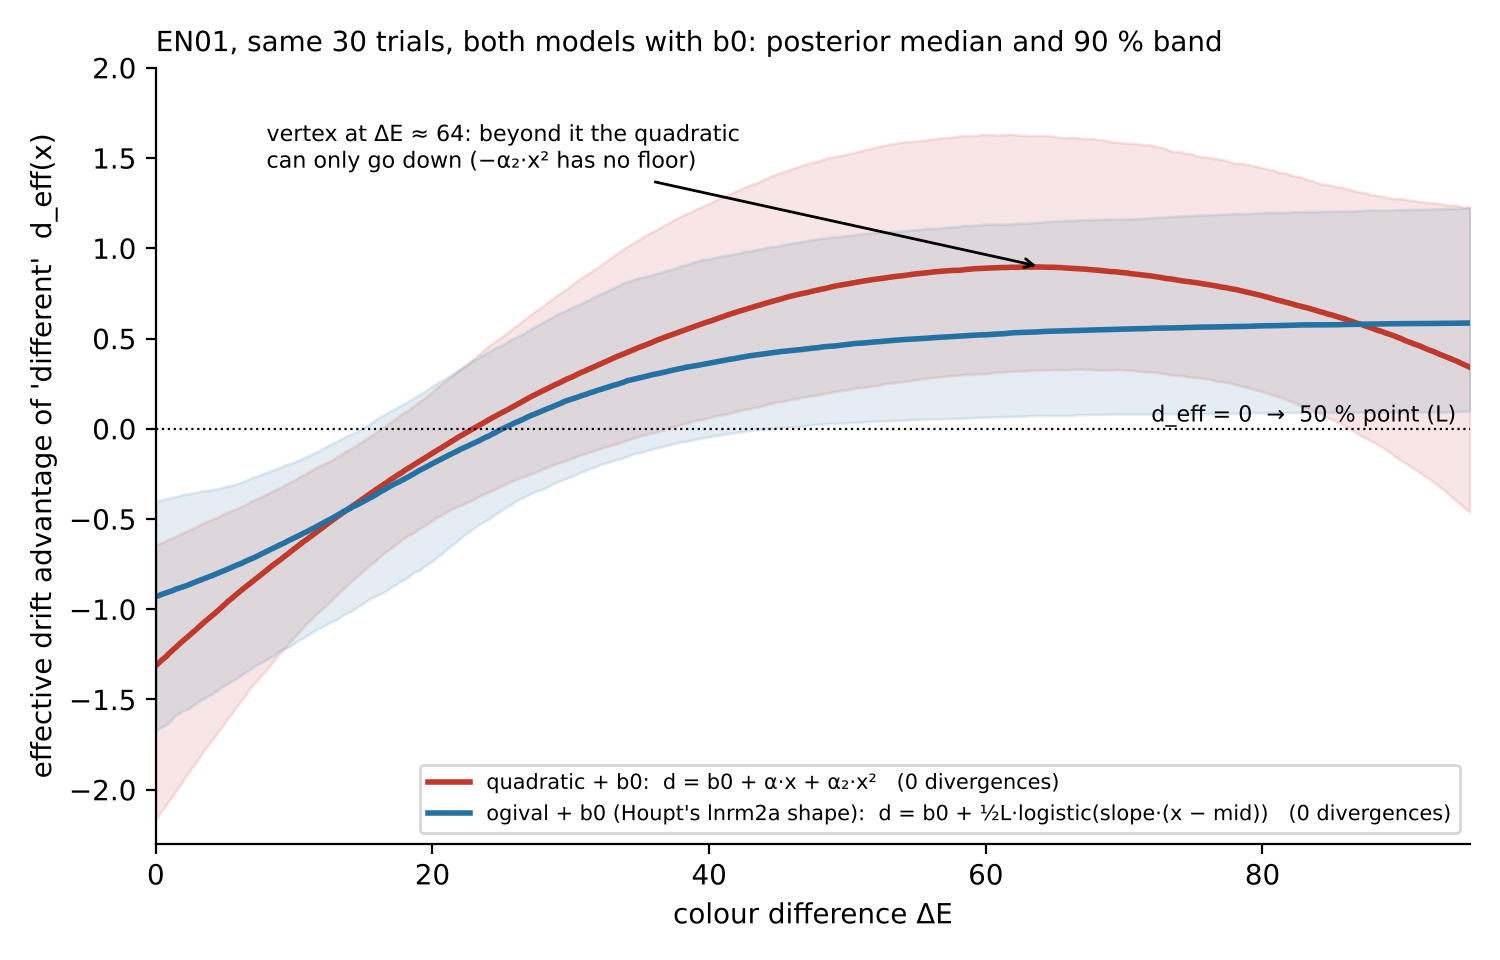 EN01, same 30 trials, both models with b0: posterior median and 90 % band
2.0
1.5
1.0
0.5
0.0
−0.5
−1.0
−1.5
−2.0
effective drift advantage of 'different'  d_eff(x)
vertex at ΔE ≈ 64: beyond it the quadratic
can only go down (−α₂·x² has no floor)
d_eff = 0 → 50 % point (L)
quadratic + b0: d = b0 + α·x + α₂·x² (0 divergences)
ogival + b0 (Houpt's lnrm2a shape): d = b0 + ½L·logistic(slope·(x − mid)) (0 divergences)
0
20
40
60
80
colour difference ΔE